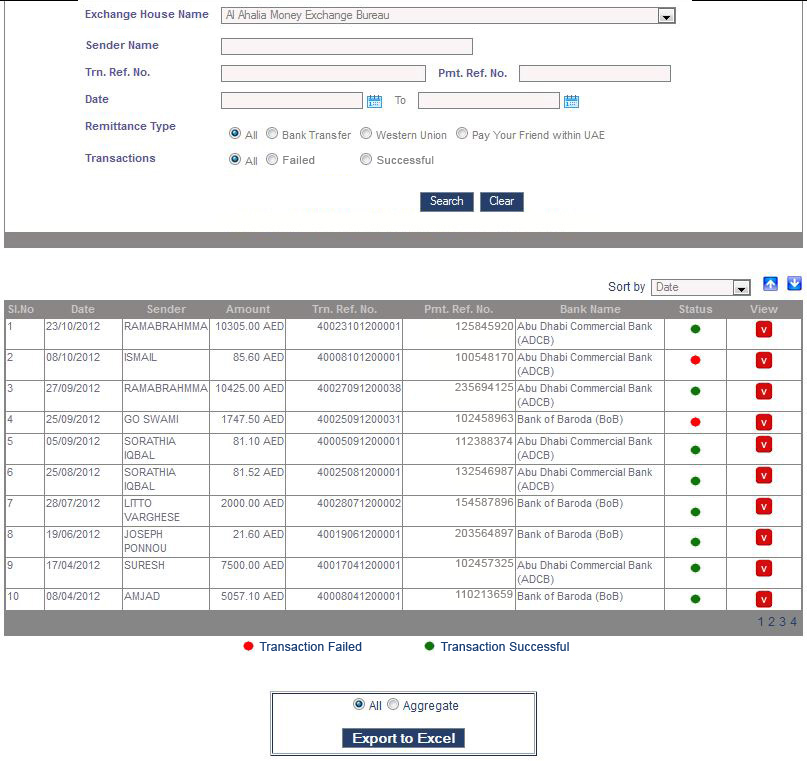 Exchange House Name Al Ahalia Money Exchange Bureau
Sender Name
Trn. Ref. No. Pmt. Ref. No.
Date To
Remittance Type All Bank Transfer Western Union Pay Your Friend within UAE
Transactions All Failed Successful
Search Clear
Sort by Date
Sl.No Date Sender Amount Trn. Ref. No. Pmt. Ref. No. Bank Name Status View
1 23/10/2012 RAMABRAHMMA 10305.00 AED 40023101200001 125845920 Abu Dhabi Commercial Bank V
(ADCB)
2 08/10/2012 ISMAIL 85.60 AED 40008101200001 100548170 Abu Dhabi Commercial Bank V
(ADCB)
3 27/09/2012 RAMABRAHMMA 10425.00 AED 40027091200038 235694125 Abu Dhabi Commercial Bank V
(ADCB)
4 25/09/2012 GO SWAMI 1747.50 AED 40025091200031 102458963 Bank of Baroda (BoB) V
5 05/09/2012 SORATHIA 81.10 AED 40005091200001 112388374 Abu Dhabi Commercial Bank V
IQBAL (ADCB)
6 25/08/2012 SORATHIA 81.52 AED 40025081200001 132546987 Abu Dhabi Commercial Bank V
IQBAL (ADCB)
7 28/07/2012 LITTO 2000.00 AED 40028071200002 154587896 Bank of Baroda (BoB) V
VARGHESE
8 19/06/2012 JOSEPH 21.60 AED 40019061200001 203564897 Bank of Baroda (BoB) V
PONNOU
9 17/04/2012 SURESH 7500.00 AED 40017041200001 102457325 Abu Dhabi Commercial Bank V
(ADCB)
10 08/04/2012 AMJAD 5057.10 AED 40008041200001 110213659 Bank of Baroda (BoB) V
1 2 3 4
Transaction Failed Transaction Successful
All Aggregate
Export to Excel